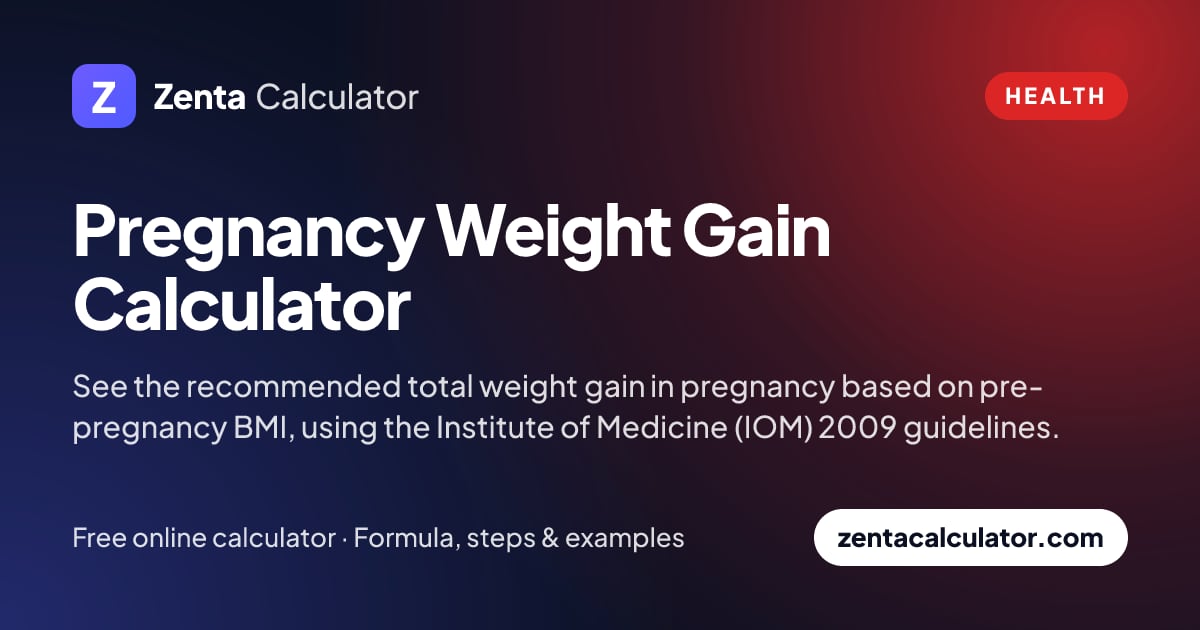 Z
Zenta Calculator
HEALTH
Pregnancy Weight Gain
Calculator
See the recommended total weight gain in pregnancy based on pre-
pregnancy BMI, using the Institute of Medicine (IOM) 2009 guidelines.
Free online calculator · Formula, steps & examples
zentacalculator.com